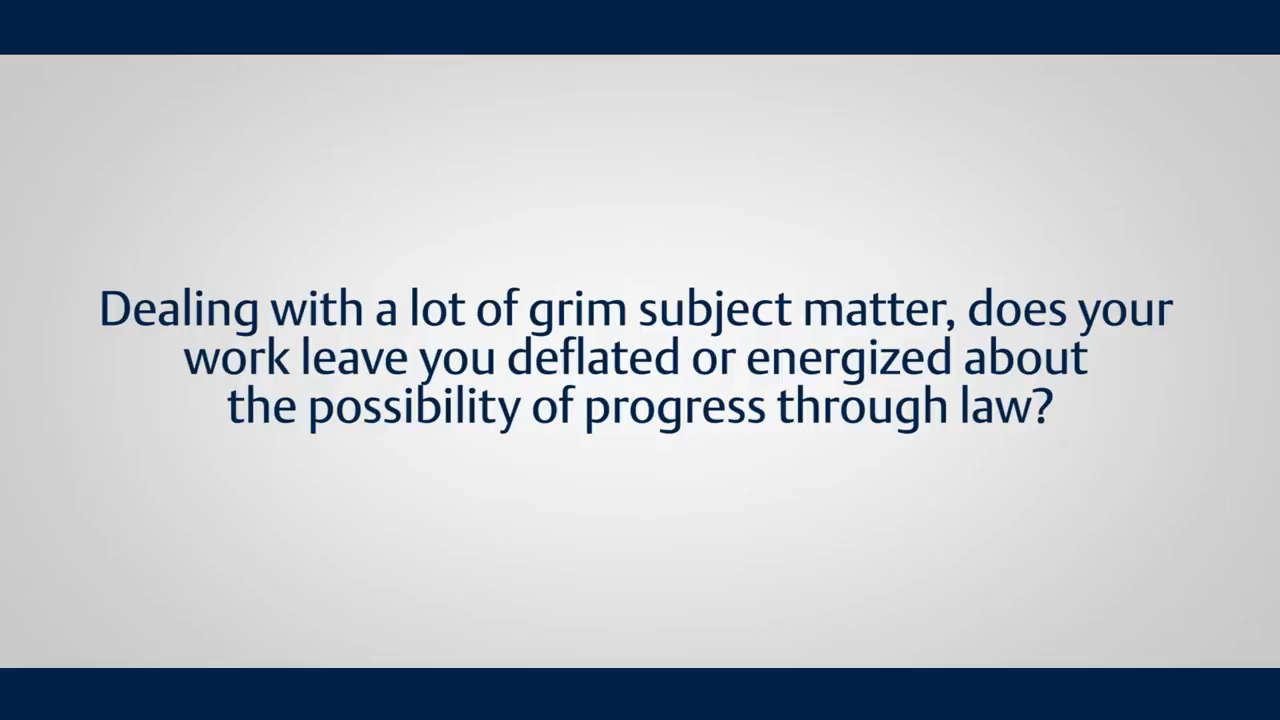 Dealing with a lot of grim subject matter, does your
work leave you deflated or energized about
the possibility of progress through law?